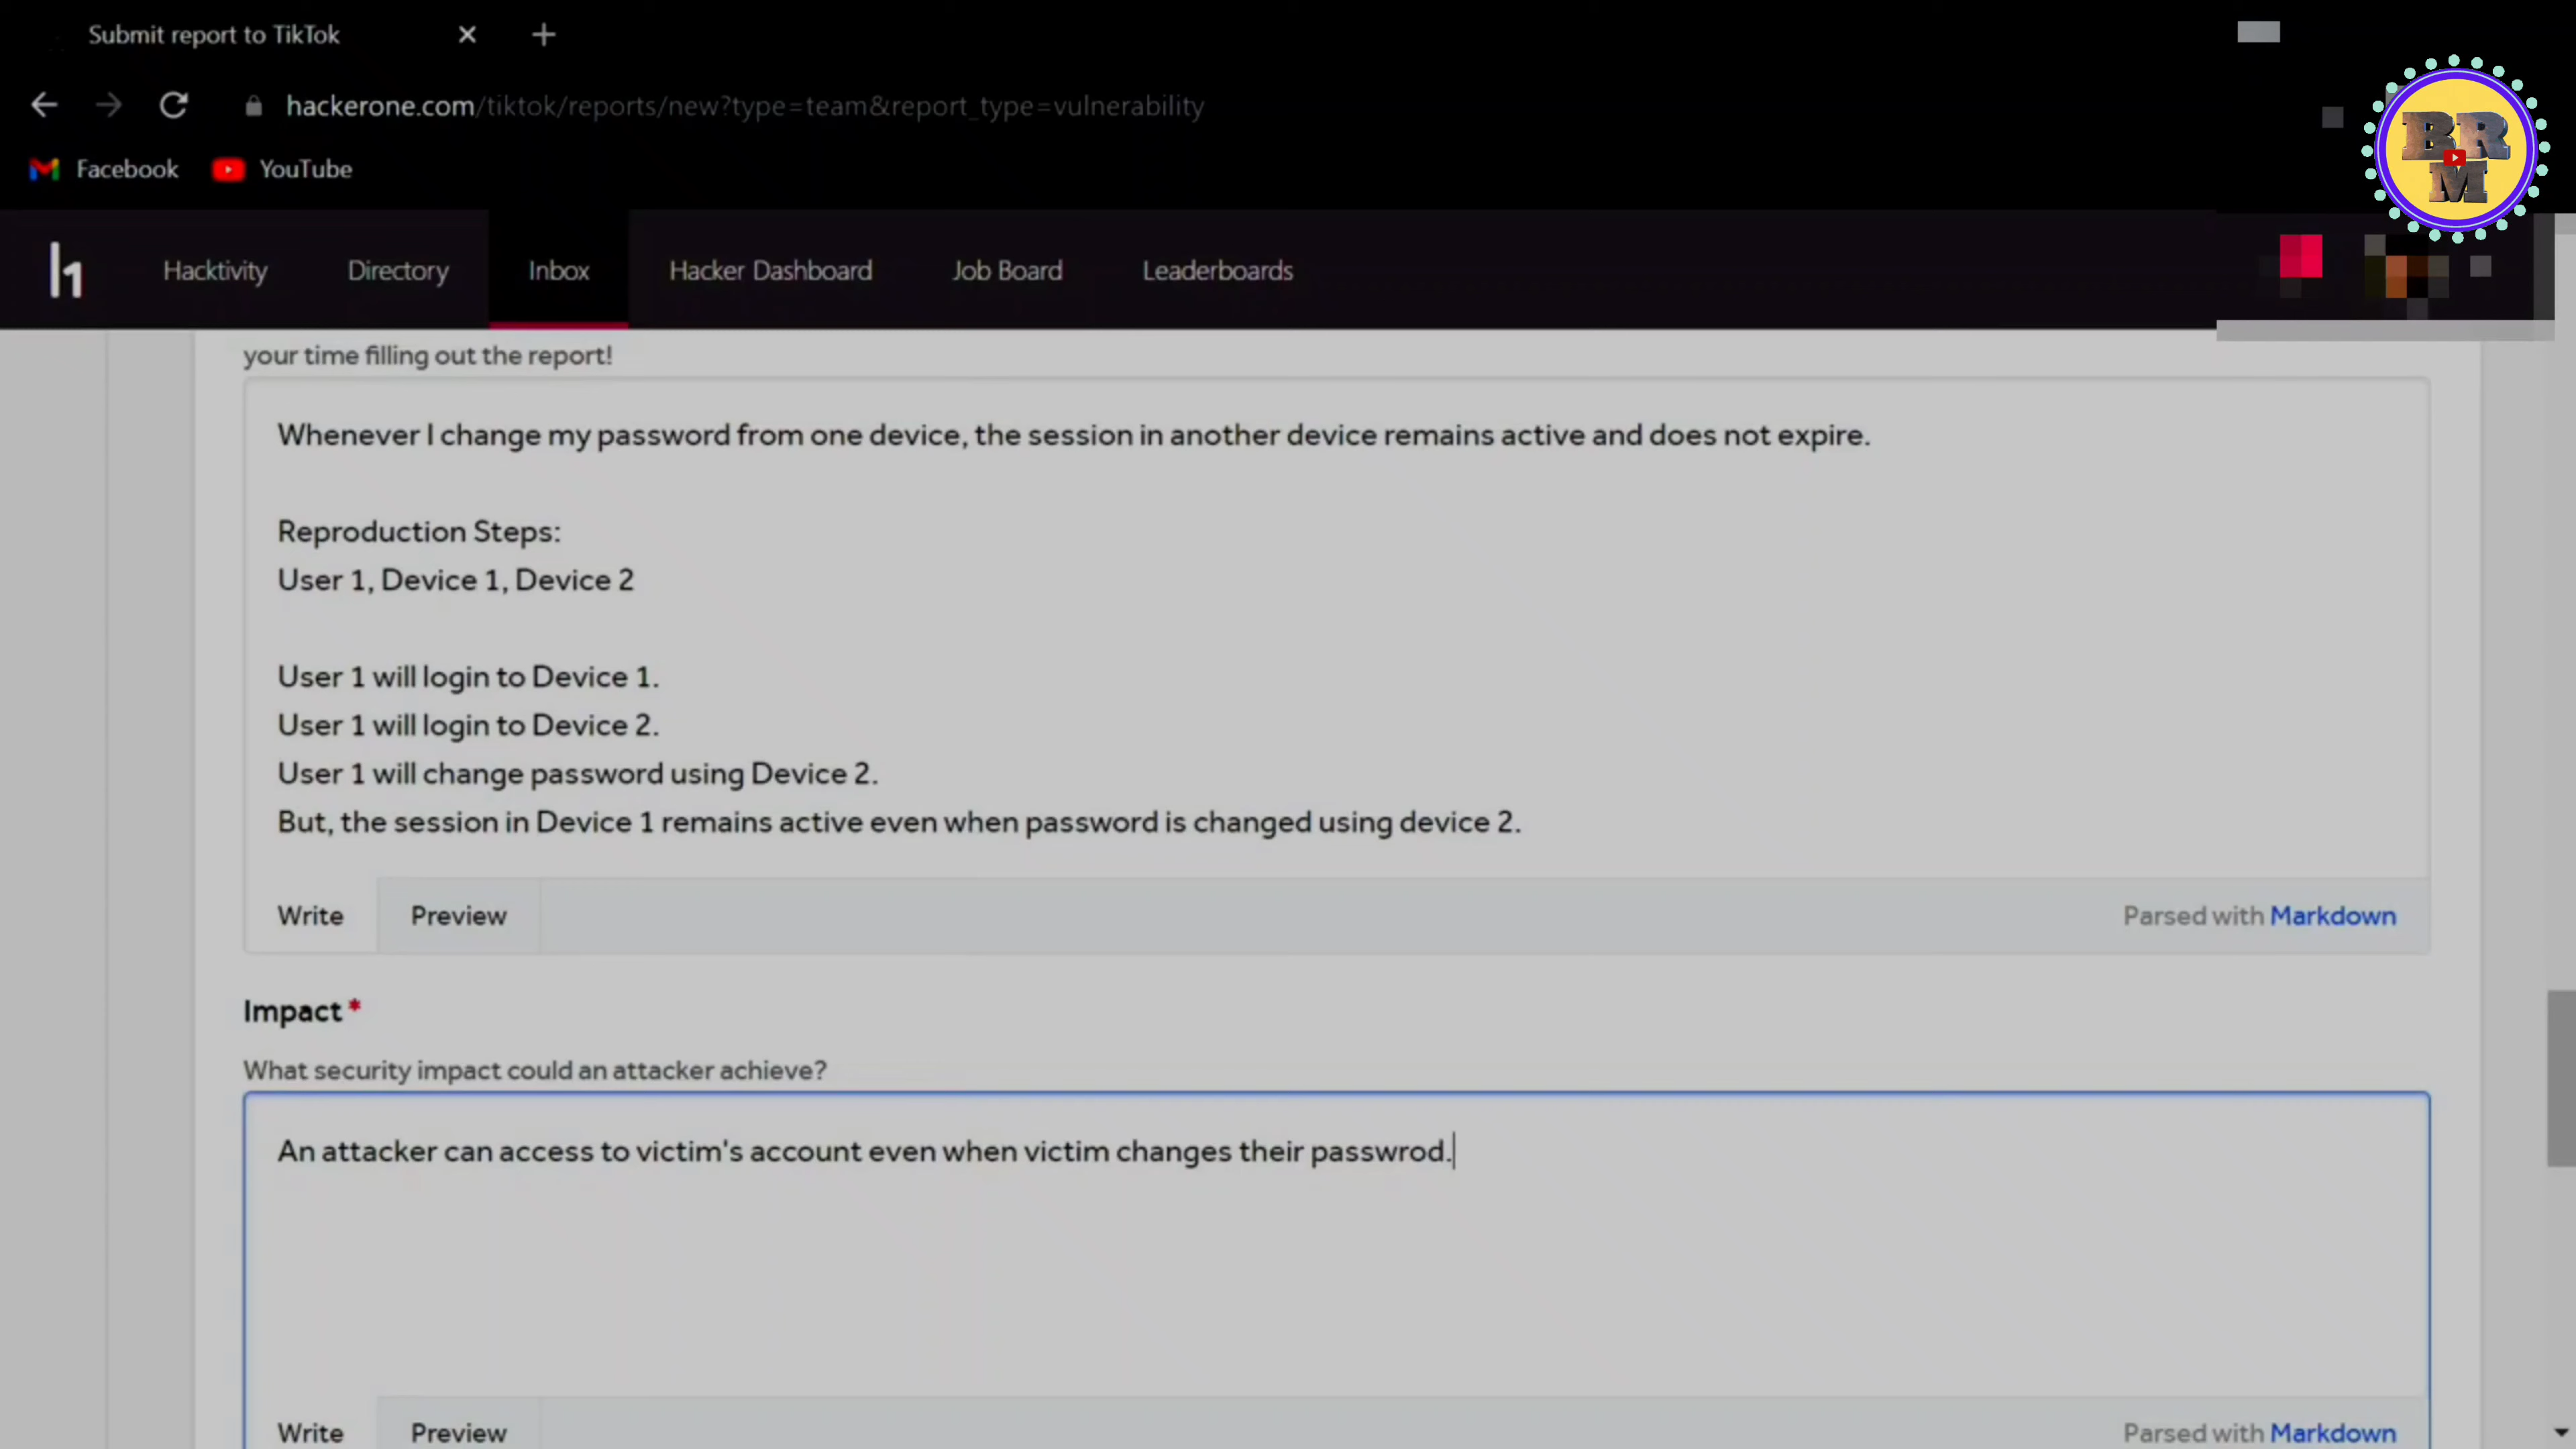 Submit report to TikTok
hackerone.com/tiktok/reports/new?type=team&report_type=vulnerability
Facebook YouTube
h1 Hacktivity Directory Inbox Hacker Dashboard Job Board Leaderboards
BR
M
your time filling out the report!
Whenever I change my password from one device, the session in another device remains active and does not expire.
Reproduction Steps:
User 1, Device 1, Device 2
User 1 will login to Device 1.
User 1 will login to Device 2.
User 1 will change password using Device 2.
But, the session in Device 1 remains active even when password is changed using device 2.
Write Preview Parsed with Markdown
Impact *
What security impact could an attacker achieve?
An attacker can access to victim's account even when victim changes their passwrod.
Write Preview Parsed with Markdown